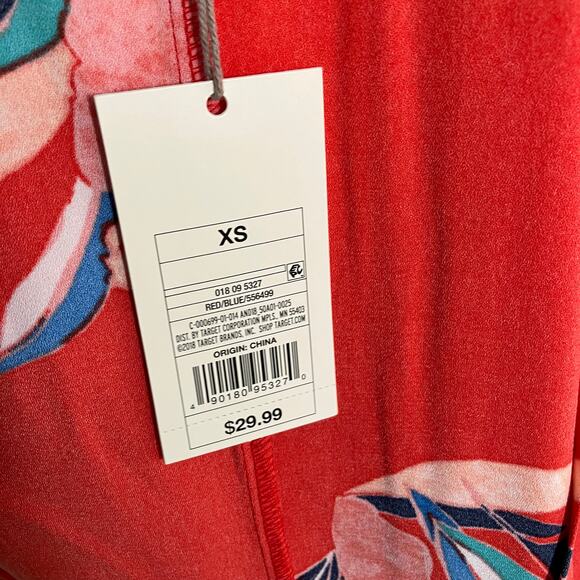 XS
018 09 5327
RED/BLUE/556499
C-000699-01-014 AND18_50A01-0025
DIST. BY TARGET CORPORATION MPLS., MN 55403
©2018 TARGET BRANDS, INC. SHOP TARGET.COM
ORIGIN: CHINA
4 90180 95327 0
$29.99